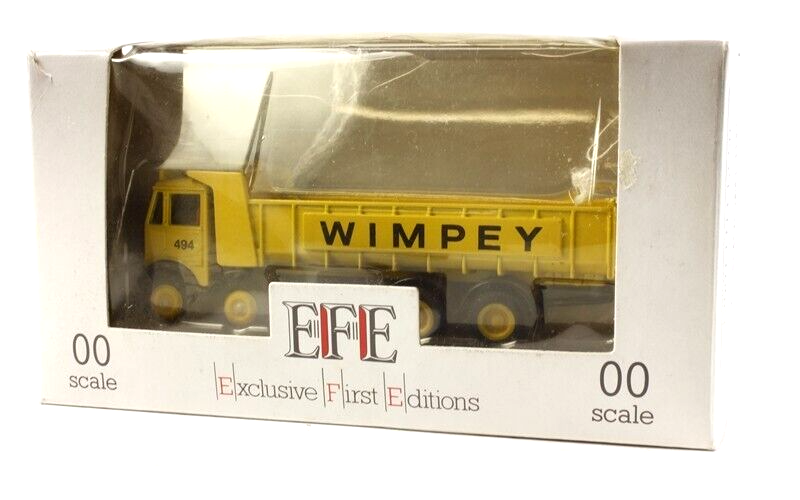 WIMPEY
494
EFE
00
scale
Exclusive First Editions
00
scale